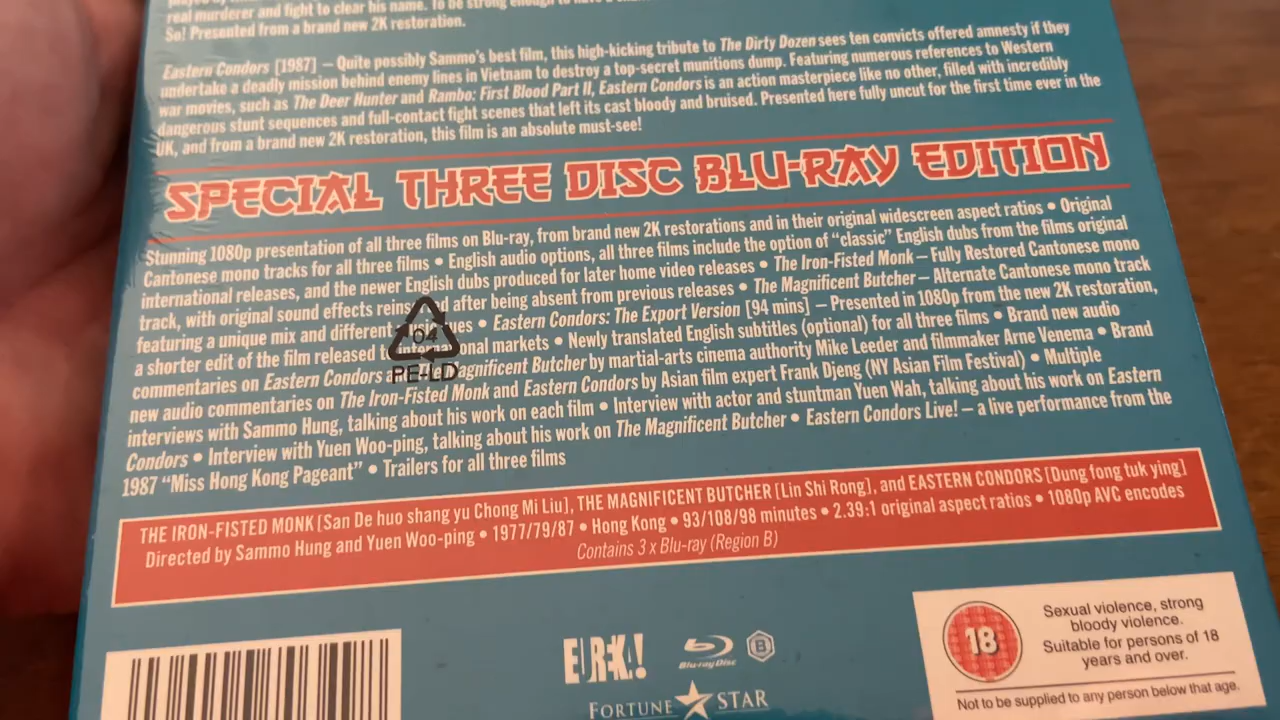 real murderer and fight to clear his name. To be strong enough to have a
So! Presented from a brand new 2K restoration.
Eastern Condors [1987] – Quite possibly Sammo's best film, this high-kicking tribute to The Dirty Dozen sees ten convicts offered amnesty if they
undertake a deadly mission behind enemy lines in Vietnam to destroy a top-secret munitions dump. Featuring numerous references to Western
war movies, such as The Deer Hunter and Rambo: First Blood Part II, Eastern Condors is an action masterpiece like no other, filled with incredibly
dangerous stunt sequences and full-contact fight scenes that left its cast bloody and bruised. Presented here fully uncut for the first time ever in the
UK, and from a brand new 2K restoration, this film is an absolute must-see!
SPECIAL THREE DISC BLU-RAY EDITION
Stunning 1080p presentation of all three films on Blu-ray, from brand new 2K restorations and in their original widescreen aspect ratios • Original
Cantonese mono tracks for all three films • English audio options, all three films include the option of "classic" English dubs from the films original
international releases, and the newer English dubs produced for later home video releases • The Iron-Fisted Monk – Fully Restored Cantonese mono
track, with original sound effects reins d after being absent from previous releases • The Magnificent Butcher – Alternate Cantonese mono track
featuring a unique mix and different es • Eastern Condors: The Export Version [94 mins] – Presented in 1080p from the new 2K restoration,
a shorter edit of the film released international markets • Newly translated English subtitles (optional) for all three films • Brand new audio
commentaries on Eastern Condors a Magnificent Butcher by martial-arts cinema authority Mike Leeder and filmmaker Arne Venema • Brand
new audio commentaries on The Iron-Fisted Monk and Eastern Condors by Asian film expert Frank Djeng (NY Asian Film Festival) • Multiple
interviews with Sammo Hung, talking about his work on each film • Interview with actor and stuntman Yuen Wah, talking about his work on Eastern
Condors • Interview with Yuen Woo-ping, talking about his work on The Magnificent Butcher • Eastern Condors Live! – a live performance from the
1987 "Miss Hong Kong Pageant" • Trailers for all three films
04
PE-LD
THE IRON-FISTED MONK [San De huo shang yu Chong Mi Liu], THE MAGNIFICENT BUTCHER [Lin Shi Rong], and EASTERN CONDORS [Dung fong tuk ying]
Directed by Sammo Hung and Yuen Woo-ping • 1977/79/87 • Hong Kong • 93/108/98 minutes • 2.39:1 original aspect ratios • 1080p AVC encodes
Contains 3 x Blu-ray (Region B)
EUREKA!
Blu-ray Disc
B
FORTUNE STAR
18
Sexual violence, strong
bloody violence.
Suitable for persons of 18
years and over.
Not to be supplied to any person below that age.